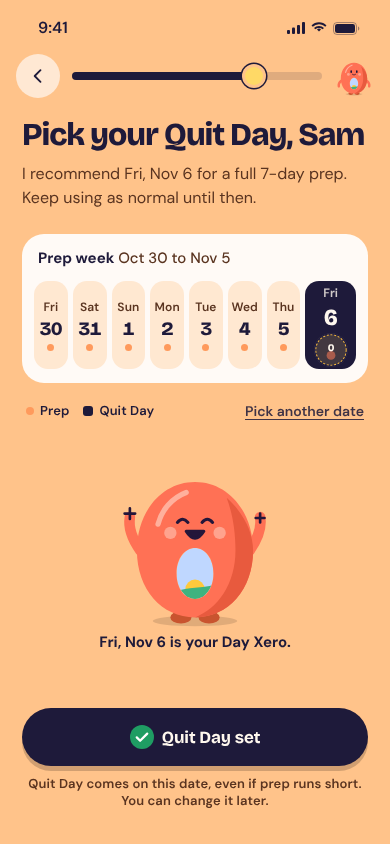 9:41
Pick your Quit Day, Sam
I recommend Fri, Nov 6 for a full 7-day prep.
Keep using as normal until then.
Prep week Oct 30 to Nov 5
Fri Sat Sun Mon Tue Wed Thu Fri
30 31 1 2 3 4 5 6
0
Prep Quit Day Pick another date
Fri, Nov 6 is your Day Xero.
Quit Day set
Quit Day comes on this date, even if prep runs short.
You can change it later.